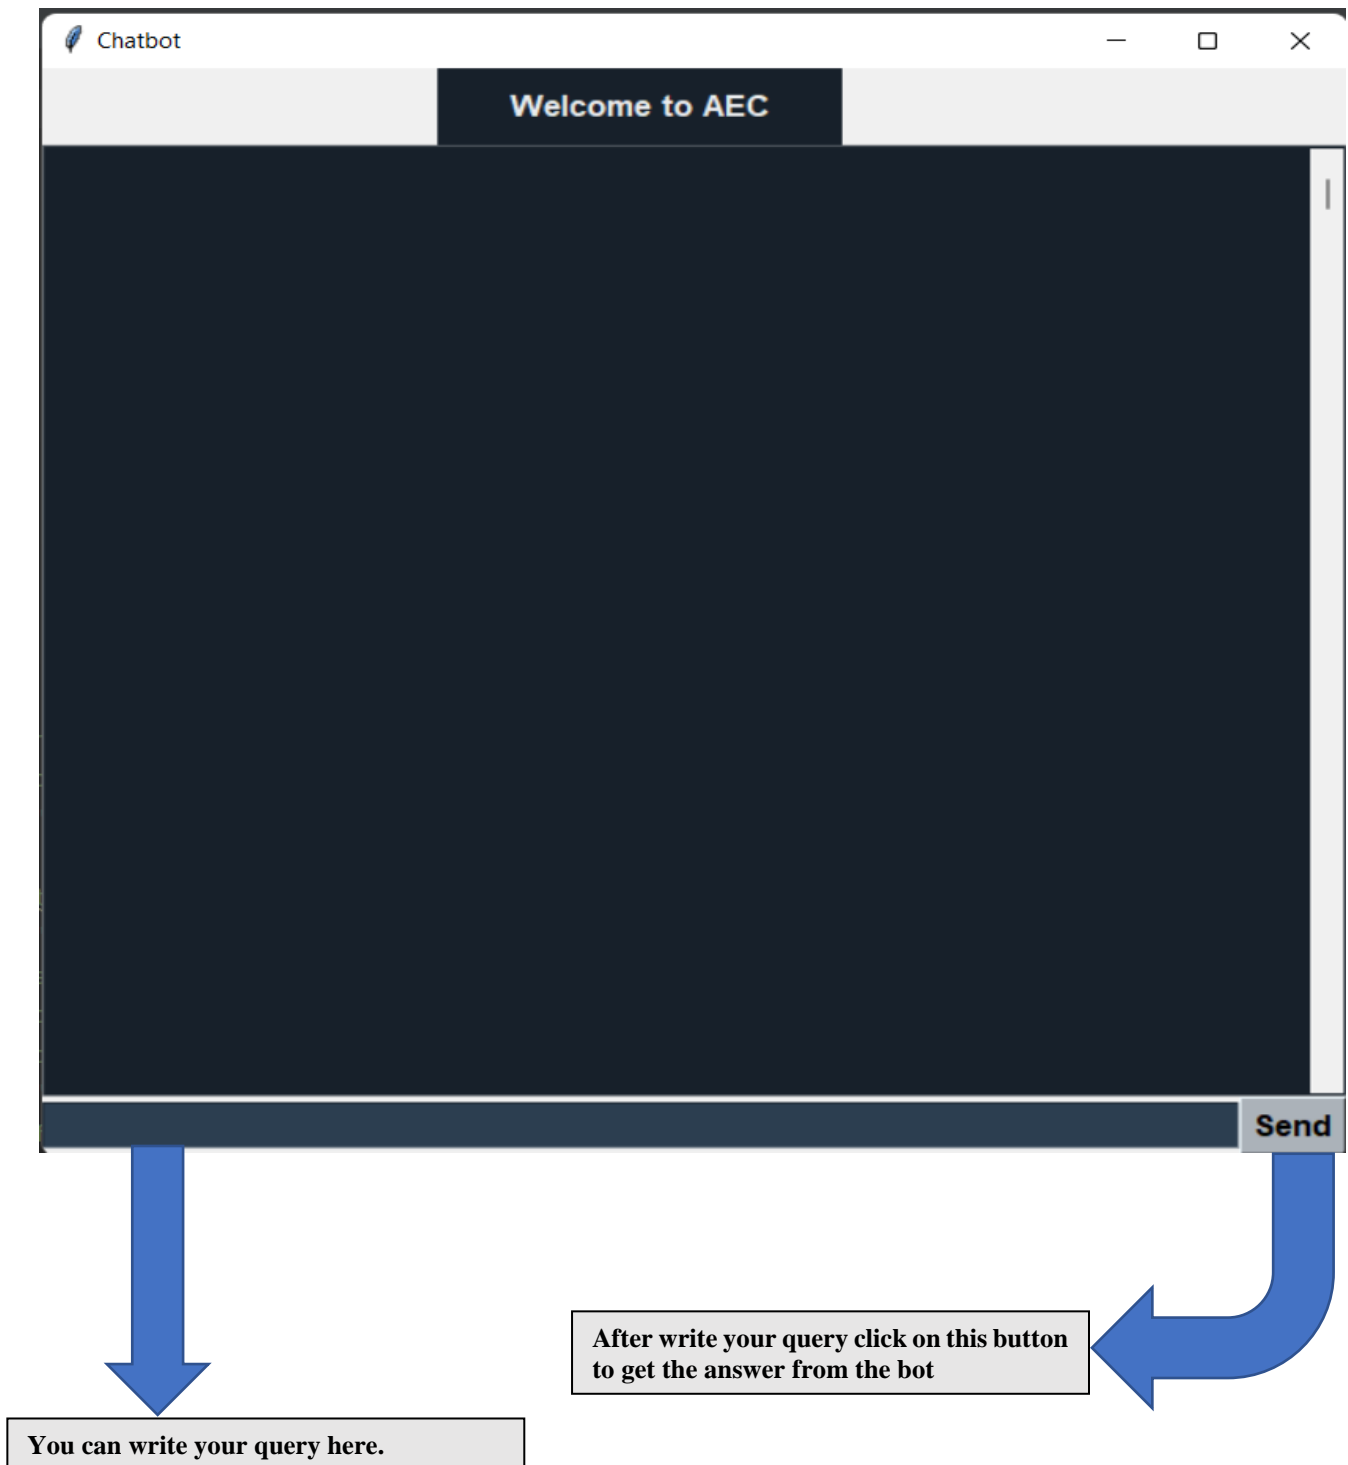 Chatbot
Welcome to AEC
Send
After write your query click on this button
to get the answer from the bot
You can write your query here.